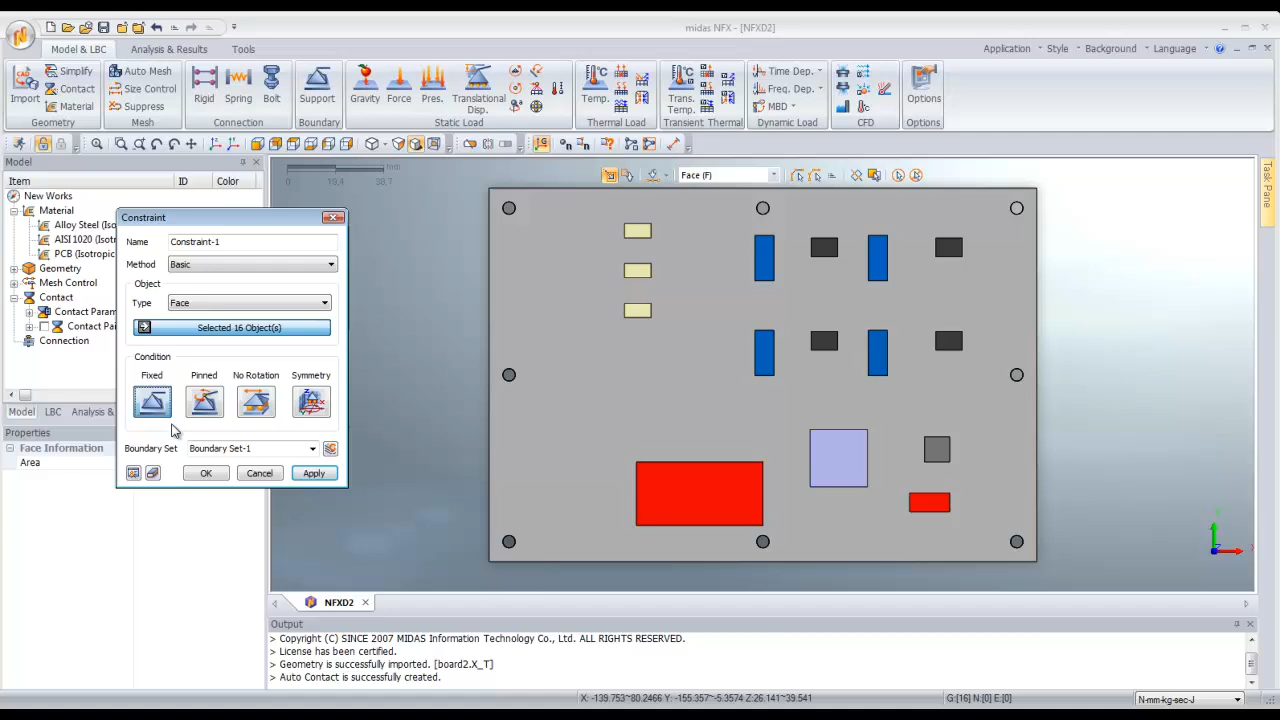 midas NFX - [NFXD2]
Model & LBC
Analysis & Results
Tools
Application
Style
Background
Language
CAD
Import
Simplify
Contact
Material
Geometry
Auto Mesh
Size Control
Suppress
Mesh
Rigid
Spring
Bolt
Connection
Support
Boundary
Gravity
Force
Pres.
Translational
Disp.
Static Load
Temp.
Thermal Load
Trans.
Temp.
Transient Thermal
Time Dep.
Freq. Dep.
MBD
Dynamic Load
CFD
Options
Options
Model
Item
ID
Color
New Works
Material
Alloy Steel (Iso
AISI1020 (Isot
PCB (Isotropic
Geometry
Mesh Control
Contact
Contact Param
Contact Pai
Connection
Model
LBC
Analysis &
Properties
Face Information
Area
Constraint
Name
Constraint-1
Method
Basic
Object
Type
Face
Selected 16 Object(s)
Condition
Fixed
Pinned
No Rotation
Symmetry
Boundary Set
Boundary Set-1
OK
Cancel
Apply
mm
0
19.4
38.7
Face (F)
Task Pane
NFXD2
Output
> Copyright (C) SINCE 2007 MIDAS Information Technology Co., Ltd. ALL RIGHTS RESERVED.
> License has been certified.
> Geometry is successfully imported. [board2.X_T]
> Auto Contact is successfully created.
X: -139.753~80.2466 Y: -155.357~-5.3574 Z:26.141~39.541
G:[16] N:[0] E:[0]
N-mm-kg-sec-J